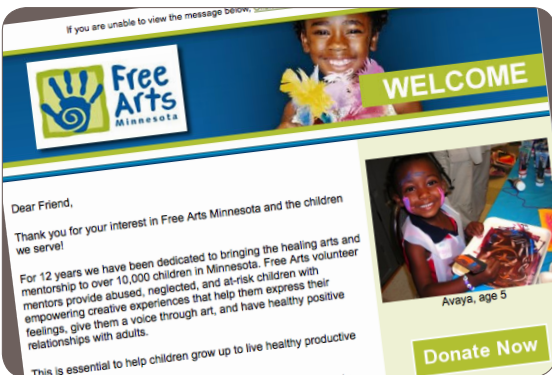 If you are unable to view the message below,
Free
Arts
Minnesota
WELCOME
Dear Friend,
Thank you for your interest in Free Arts Minnesota and the children
we serve!
For 12 years we have been dedicated to bringing the healing arts and
mentorship to over 10,000 children in Minnesota. Free Arts volunteer
mentors provide abused, neglected, and at-risk children with
empowering creative experiences that help them express their
feelings, give them a voice through art, and have healthy positive
relationships with adults.
This is essential to help children grow up to live healthy productive
Avaya, age 5
Donate Now